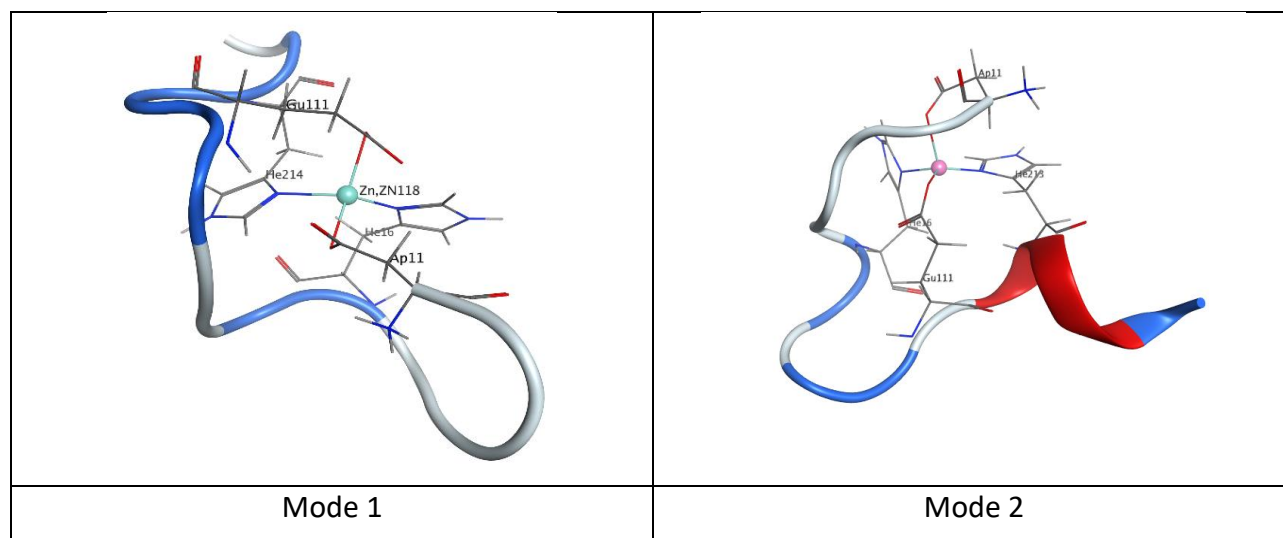 Gu111
He214
Zn,ZN118
He16
Ap11
Ap11
He213
He16
Gu111
Mode 1 Mode 2